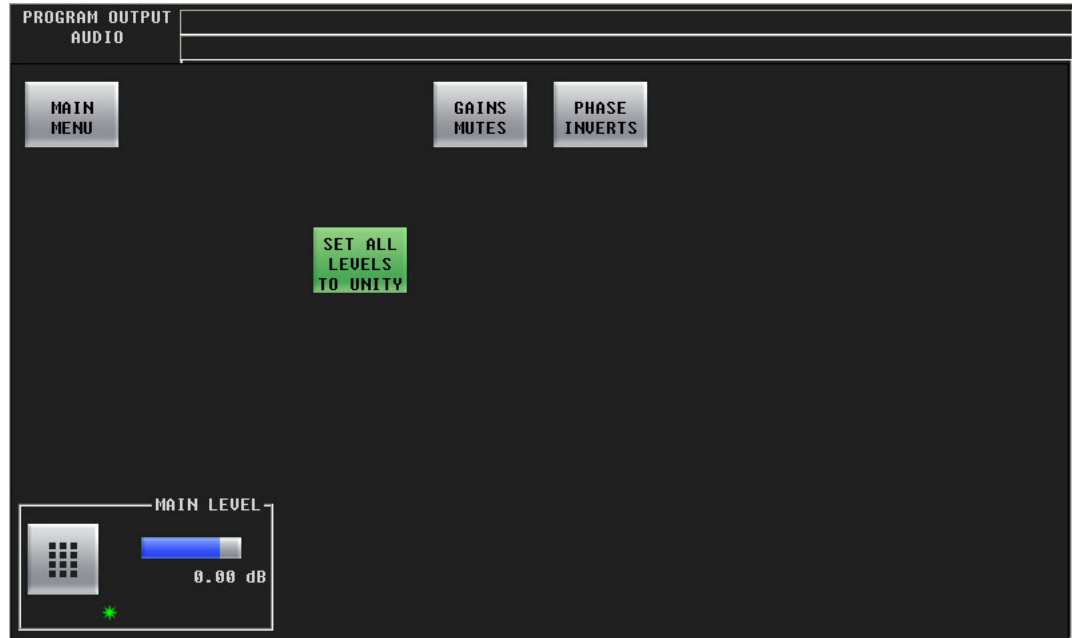 PROGRAM OUTPUT
AUDIO
MAIN
MENU
GAINS
MUTES
PHASE
INVERTS
SET ALL
LEVELS
TO UNITY
MAIN LEVEL
0.00 dB